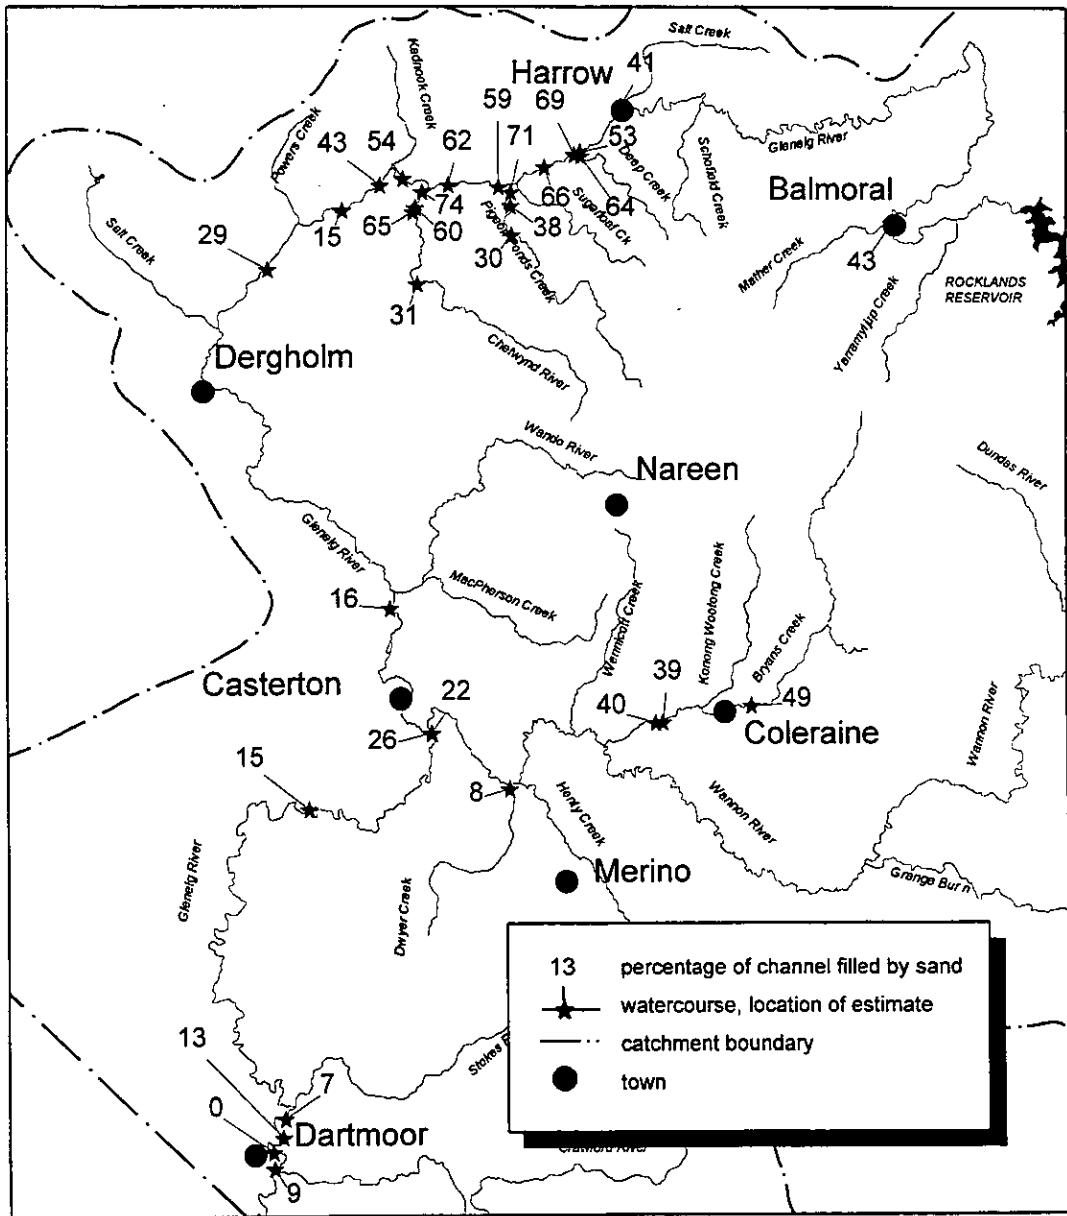 Salt Creek
Kadnook Creek
41
Harrow
59
69
Powers Creek
43
54
62
71
53
Deep Creek
Schofield Creek
Glenelg River
Balmoral
66
Sugarloaf Ck
64
74
38
15
65
60
Pigeon Ponds Creek
30
Salt Creek
29
43
Mather Creek
Yarramyljup Creek
ROCKLANDS
RESERVOIR
31
Chetwynd River
Dergholm
Wando River
Nareen
Dundas River
Glenelg River
16
MacPherson Creek
Wennicott Creek
Konong Wootong Creek
Bryans Creek
Casterton
22
39
40
49
Coleraine
Wannon River
26
15
8
Henty Creek
Wannon River
Glenelg River
Merino
Grange Burn
Dwyer Creek
13 percentage of channel filled by sand
watercourse, location of estimate
catchment boundary
town
Stokes
13
7
0
Dartmoor
Crawford River
9